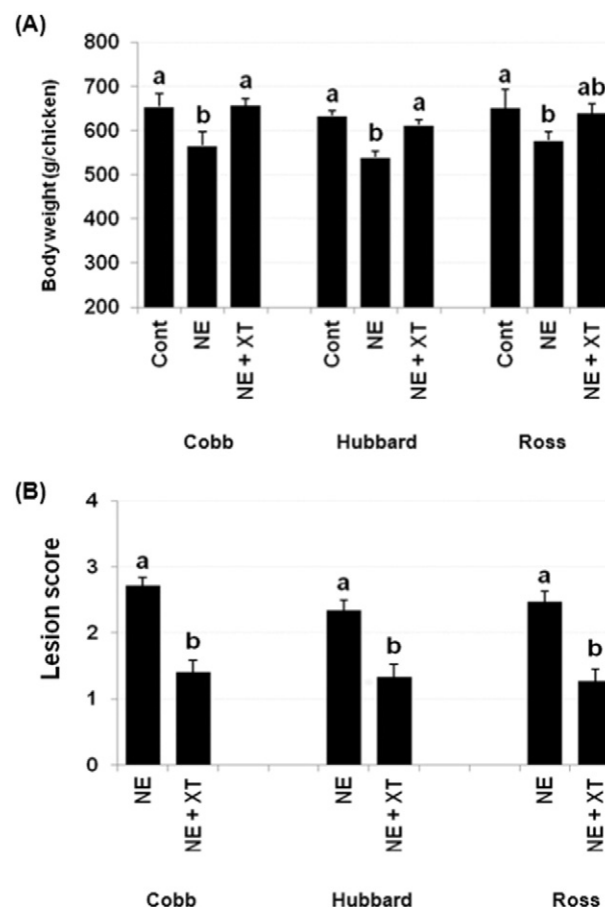 (A)
Bodyweight (g/chicken)
800
700
600
500
400
300
200
a
b
a
a
b
a
a
b
ab
Cont
NE
NE + XT
Cont
NE
NE + XT
Cont
NE
NE + XT
Cobb
Hubbard
Ross
(B)
Lesion score
4
3
2
1
0
a
b
a
b
a
b
NE
NE + XT
NE
NE + XT
NE
NE + XT
Cobb
Hubbard
Ross